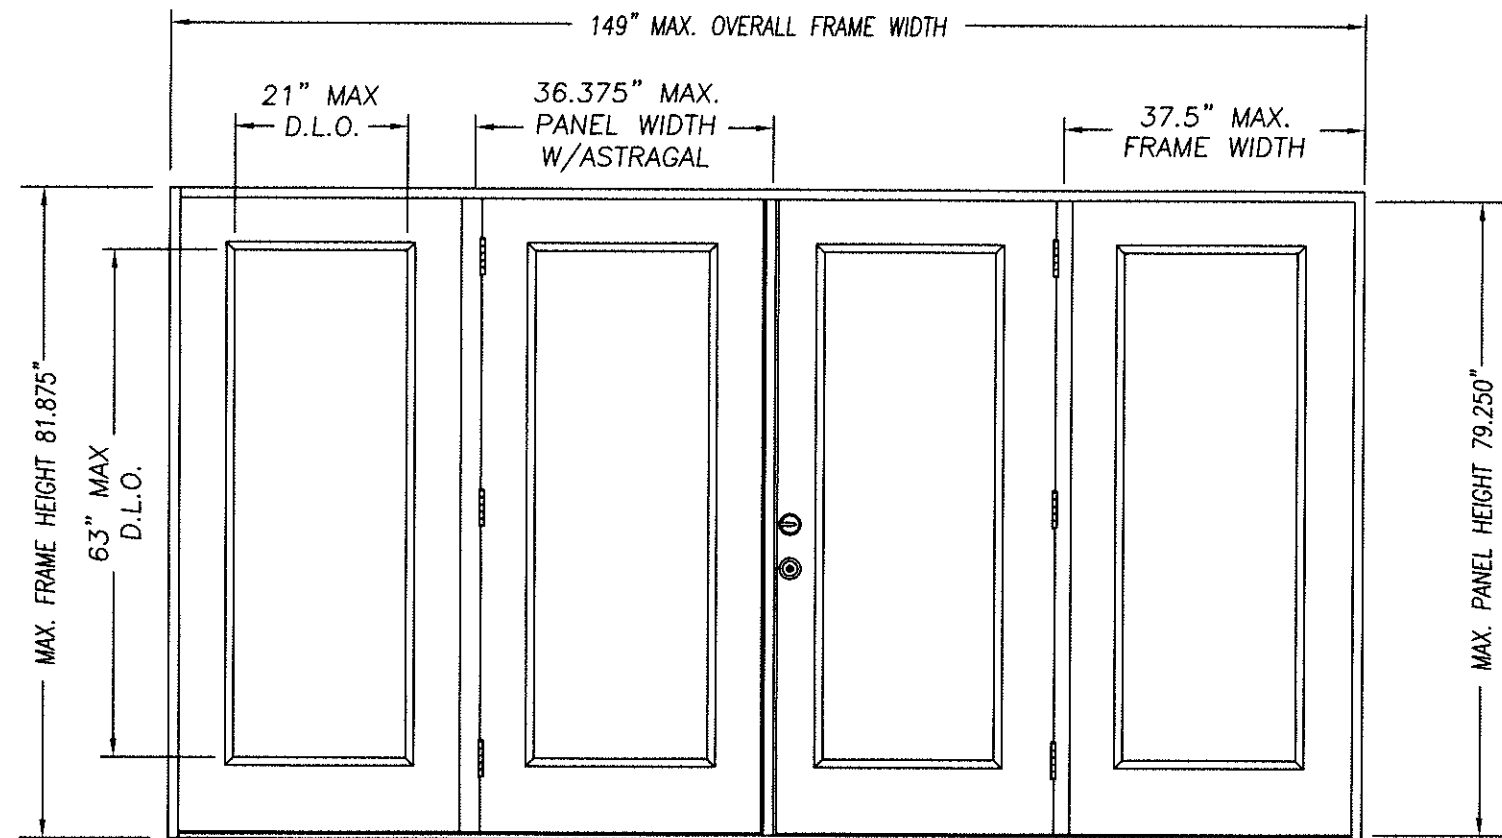 149" MAX. OVERALL FRAME WIDTH
21" MAX
D.L.O.
36.375" MAX.
PANEL WIDTH
W/ASTRAGAL
37.5" MAX.
FRAME WIDTH
MAX. FRAME HEIGHT 81.875"
63" MAX
D.L.O.
MAX. PANEL HEIGHT 79.250"